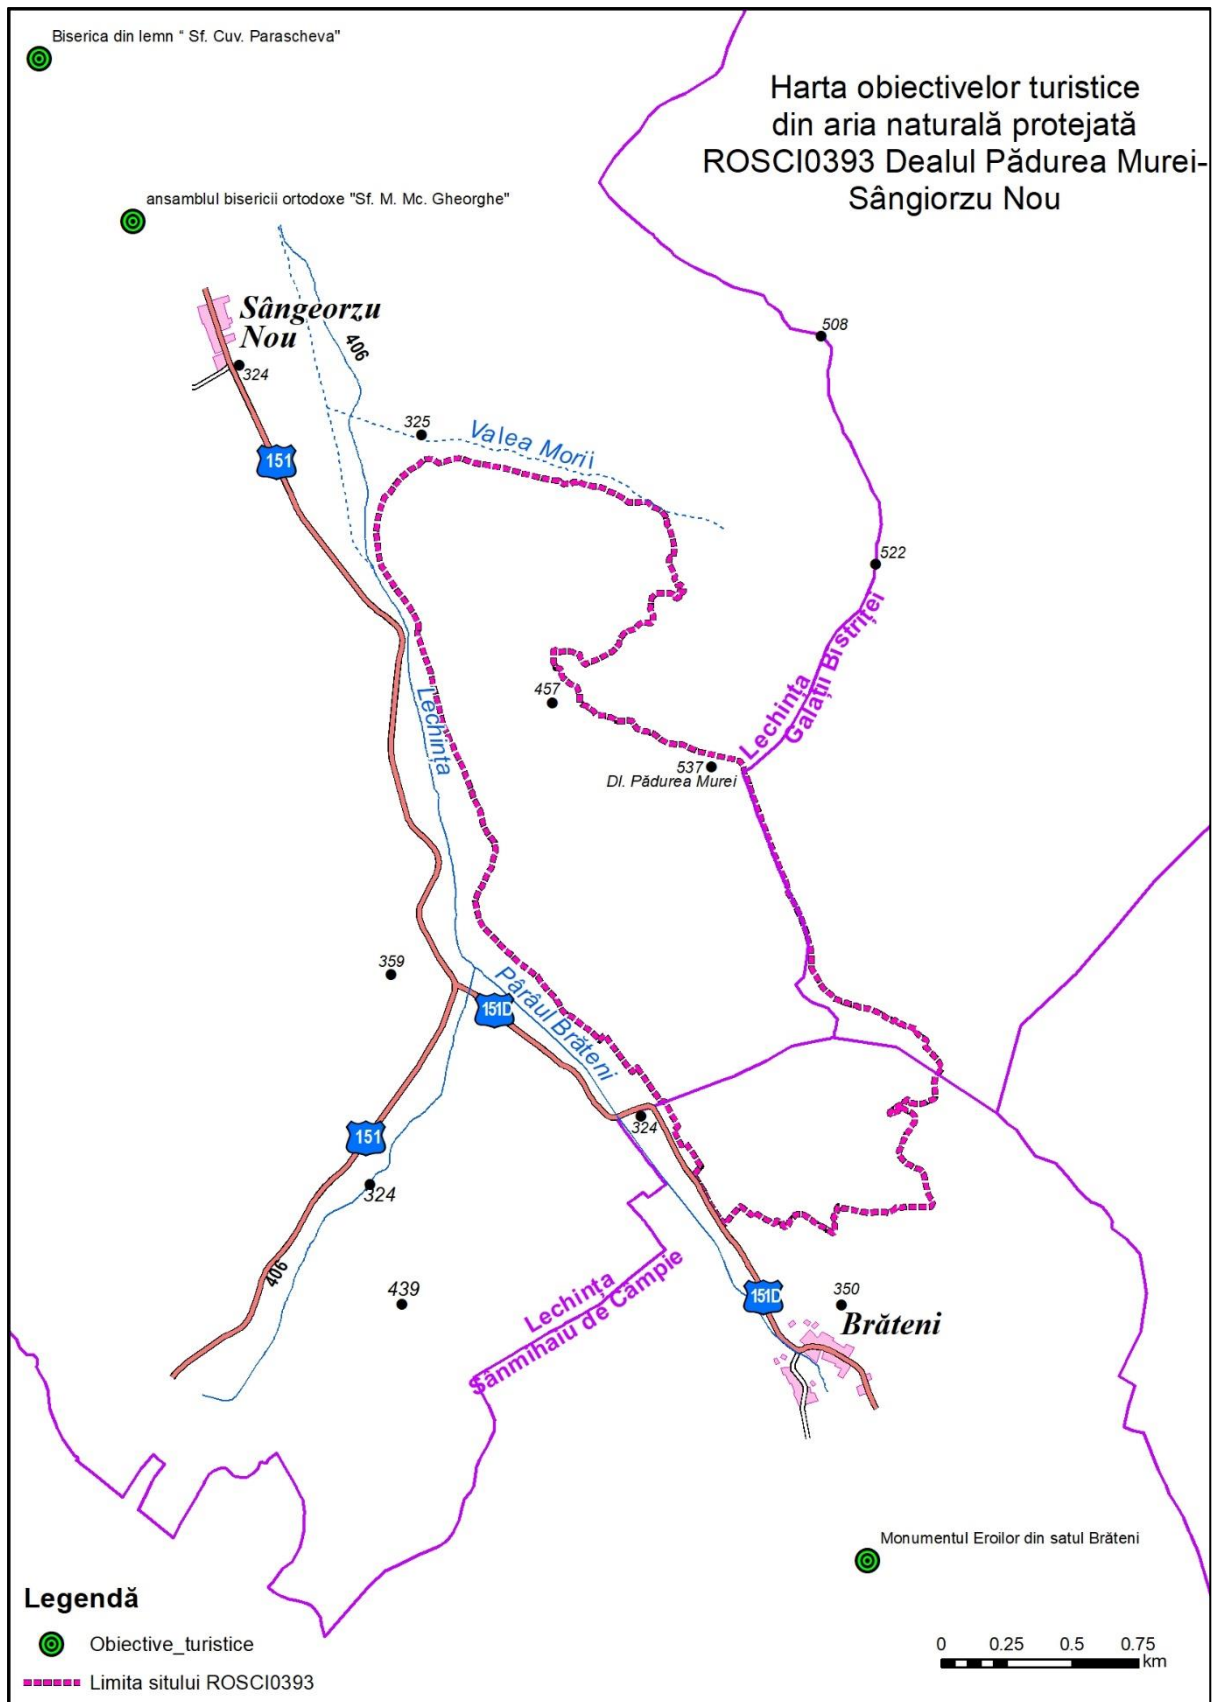 Biserica din lemn " Sf. Cuv. Parascheva"
Harta obiectivelor turistice
din aria naturală protejată
ROSCI0393 Dealul Pădurea Murei-
Sângiorzu Nou
ansamblul bisericii ortodoxe "Sf. M. Mc. Gheorghe"
Sângeorzu
Nou
324
406
508
325
Valea Morii
151
522
Lechința
Galații Bistriței
Lechința
457
537
Dl. Pădurea Murei
359
Pârâul Brăteni
151D
324
151
324
406
439
Lechința
Sânmihaiu de Câmpie
151D
350
Brăteni
Monumentul Eroilor din satul Brăteni
Legendă
Obiective_turistice
Limita sitului ROSCI0393
0 0.25 0.5 0.75
km